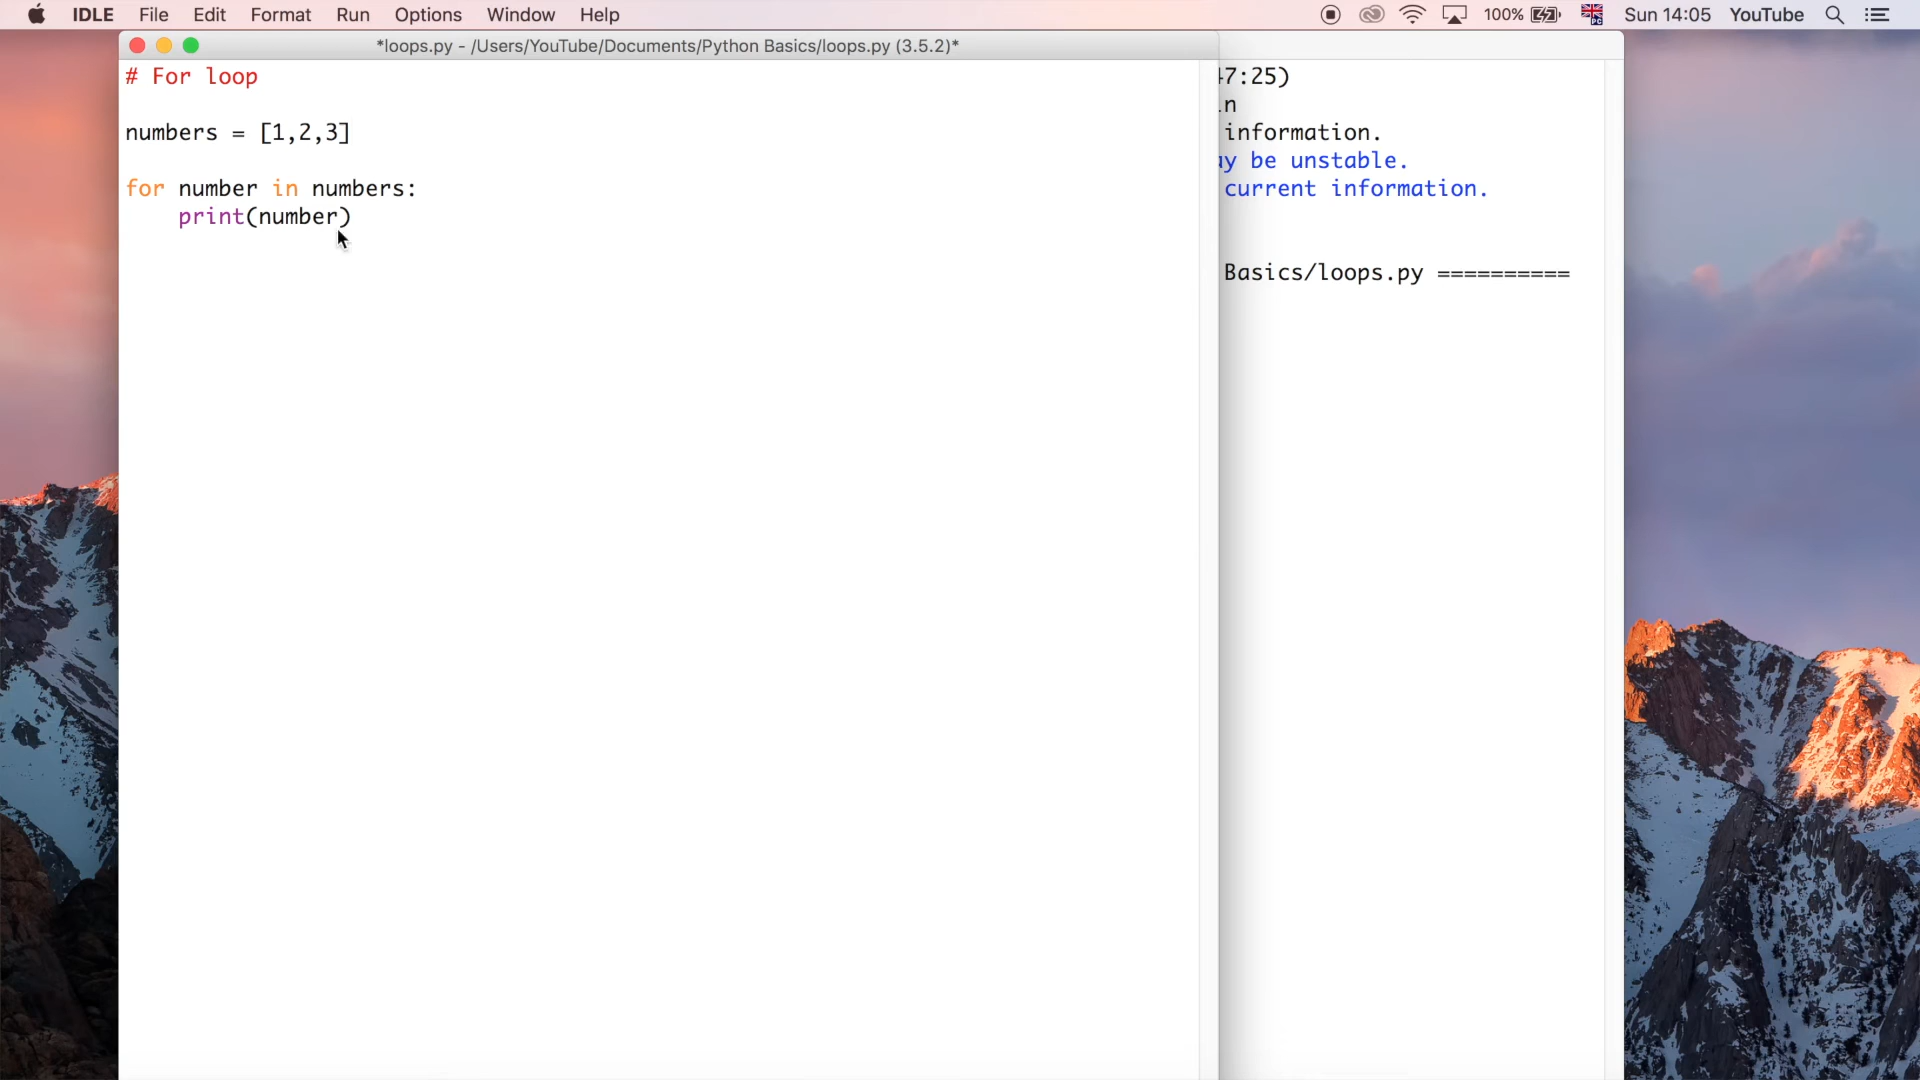 IDLE File Edit Format Run Options Window Help 100% Sun 14:05 YouTube
*loops.py - /Users/YouTube/Documents/Python Basics/loops.py (3.5.2)*
# For loop
numbers = [1,2,3]
for number in numbers:
    print(number)
7:25)
n
information.
y be unstable.
current information.
Basics/loops.py ==========